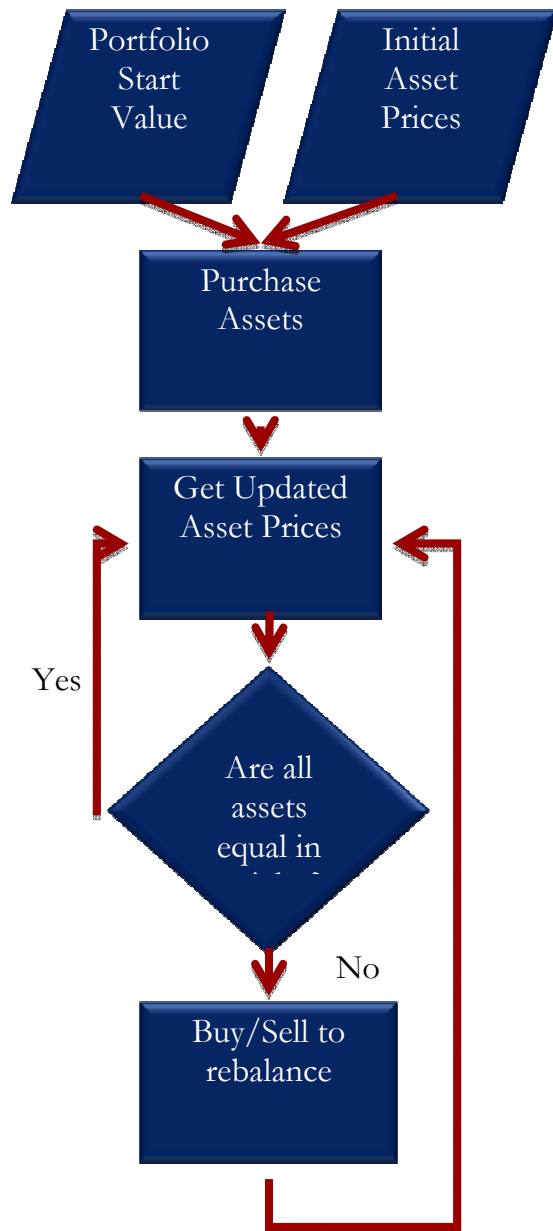 Portfolio
Start
Value
Initial
Asset
Prices
Purchase
Assets
Get Updated
Asset Prices
Yes
Are all
assets
equal in
No
Buy/Sell to
rebalance